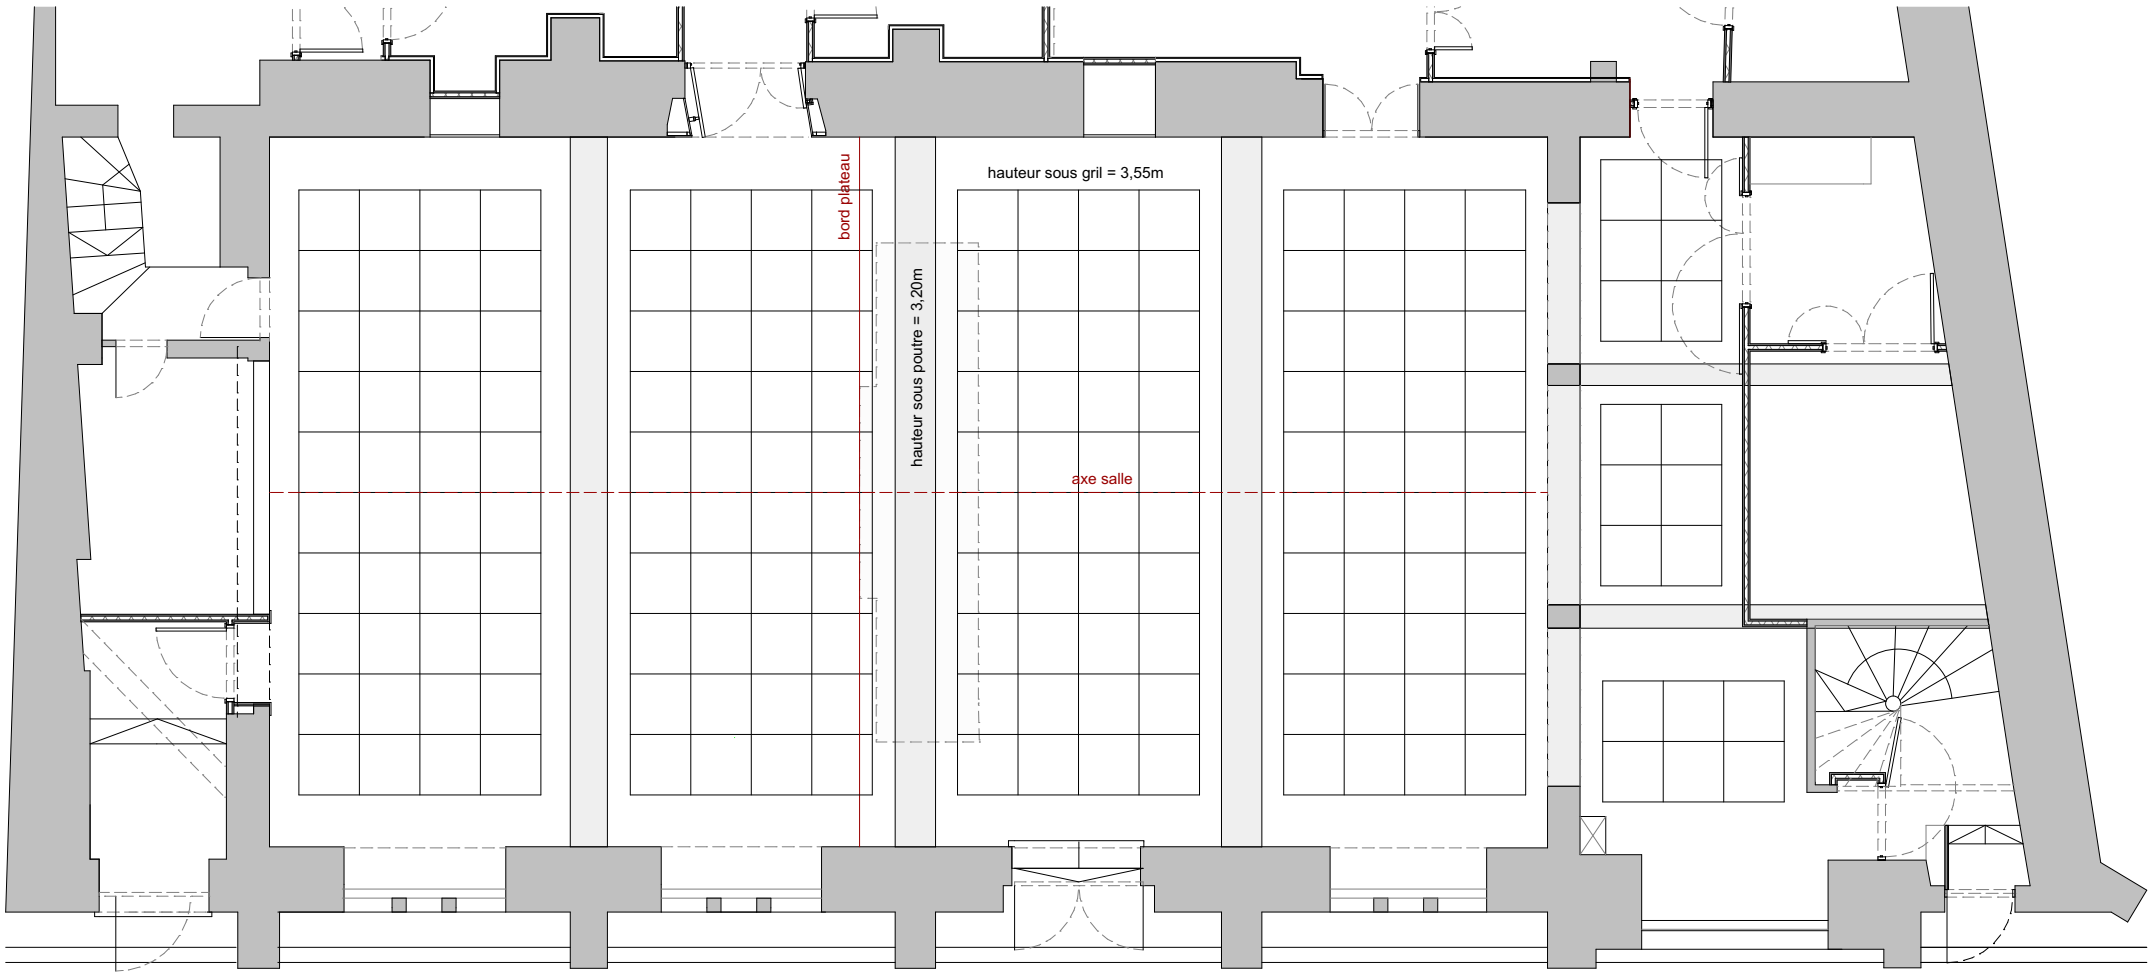 bord plateau
hauteur sous gril = 3,55m
hauteur sous poutre = 3,20m
axe salle